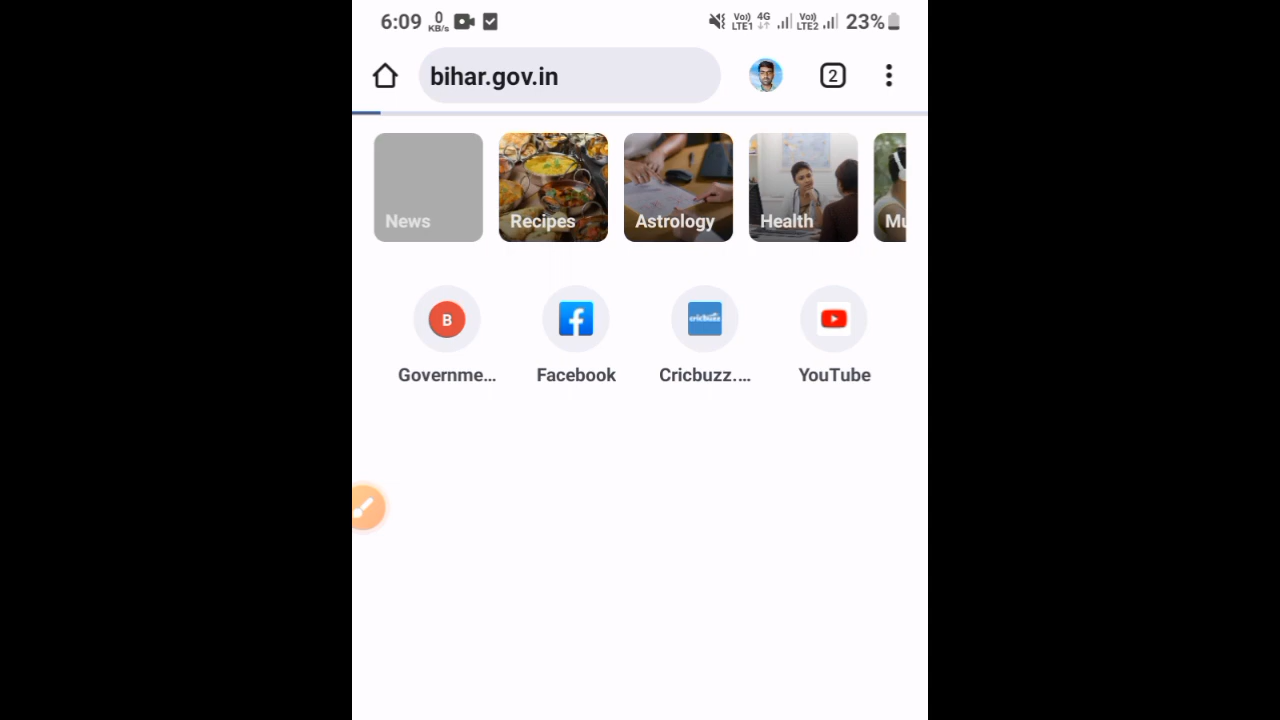 6:09 0 KB/s Vo) LTE1 4G Vo) LTE2 23%
bihar.gov.in 2
News Recipes Astrology Health Mu
B cricbuzz
Governme... Facebook Cricbuzz.... YouTube